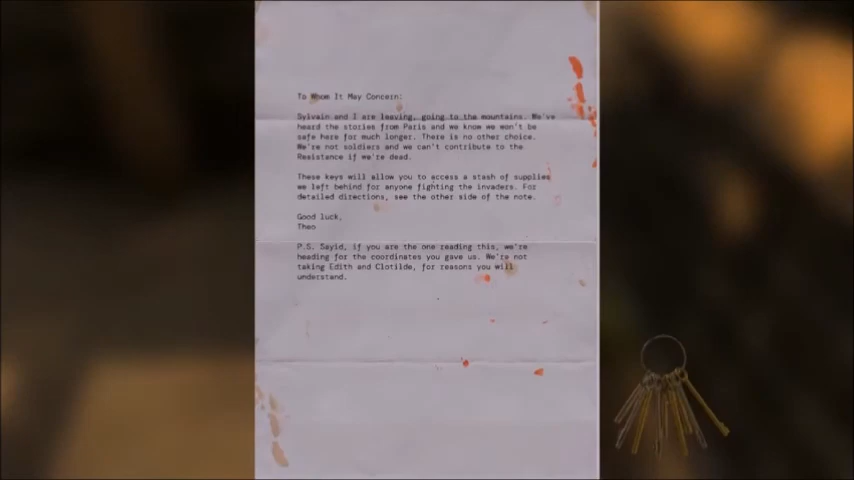 To Whom It May Concern:
Sylvain and I are leaving, going to the mountains. We've
heard the stories from Paris and we know we won't be
safe here for much longer. There is no other choice.
We're not soldiers and we can't contribute to the
Resistance if we're dead.
These keys will allow you to access a stash of supplies
we left behind for anyone fighting the invaders. For
detailed directions, see the other side of the note.
Good luck,
Theo
P.S. Sayid, if you are the one reading this, we're
heading for the coordinates you gave us. We're not
taking Edith and Clotilde, for reasons you will
understand.